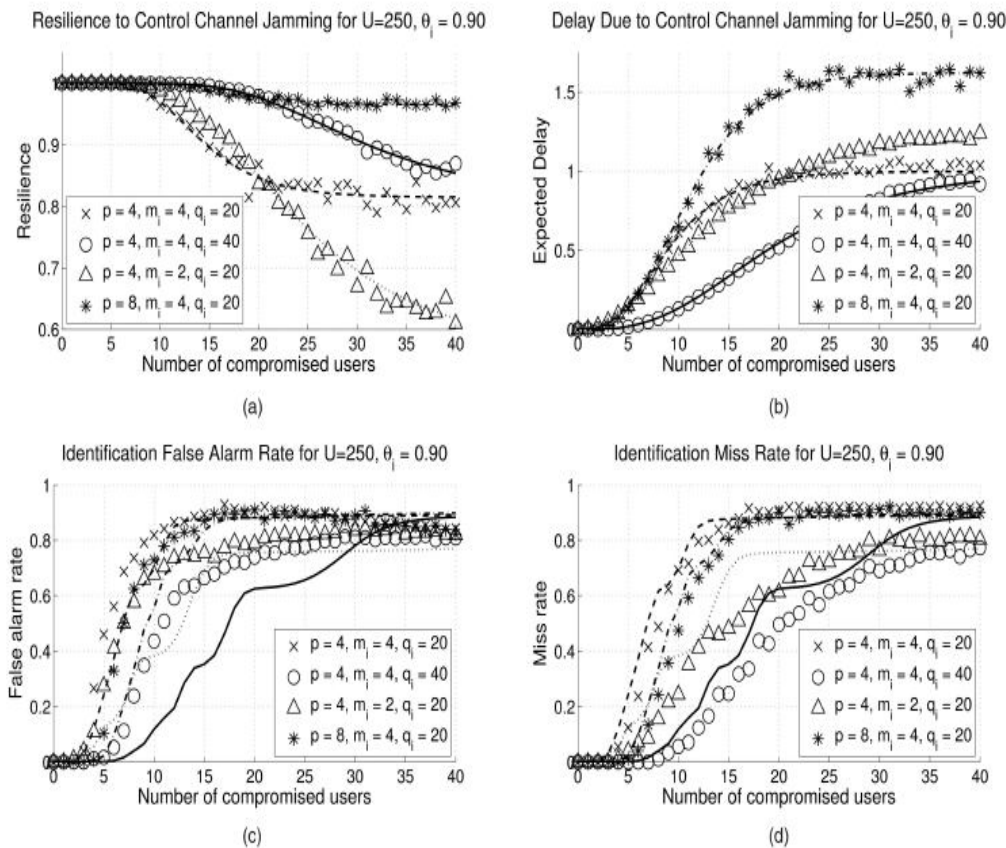 Resilience to Control Channel Jamming for U=250, θi = 0.90
1
0.9
0.8
0.7
0.6
Resilience
× p = 4, mi = 4, qi = 20
○ p = 4, mi = 4, qi = 40
△ p = 4, mi = 2, qi = 20
✳ p = 8, mi = 4, qi = 20
0 5 10 15 20 25 30 35 40
Number of compromised users
(a)
Delay Due to Control Channel Jamming for U=250, θi = 0.90
1.5
1
0.5
0
Expected Delay
× p = 4, mi = 4, qi = 20
○ p = 4, mi = 4, qi = 40
△ p = 4, mi = 2, qi = 20
✳ p = 8, mi = 4, qi = 20
0 5 10 15 20 25 30 35 40
Number of compromised users
(b)
Identification False Alarm Rate for U=250, θi = 0.90
1
0.8
0.6
0.4
0.2
0
False alarm rate
× p = 4, mi = 4, qi = 20
○ p = 4, mi = 4, qi = 40
△ p = 4, mi = 2, qi = 20
✳ p = 8, mi = 4, qi = 20
0 5 10 15 20 25 30 35 40
Number of compromised users
(c)
Identification Miss Rate for U=250, θi = 0.90
1
0.8
0.6
0.4
0.2
0
Miss rate
× p = 4, mi = 4, qi = 20
○ p = 4, mi = 4, qi = 40
△ p = 4, mi = 2, qi = 20
✳ p = 8, mi = 4, qi = 20
0 5 10 15 20 25 30 35 40
Number of compromised users
(d)